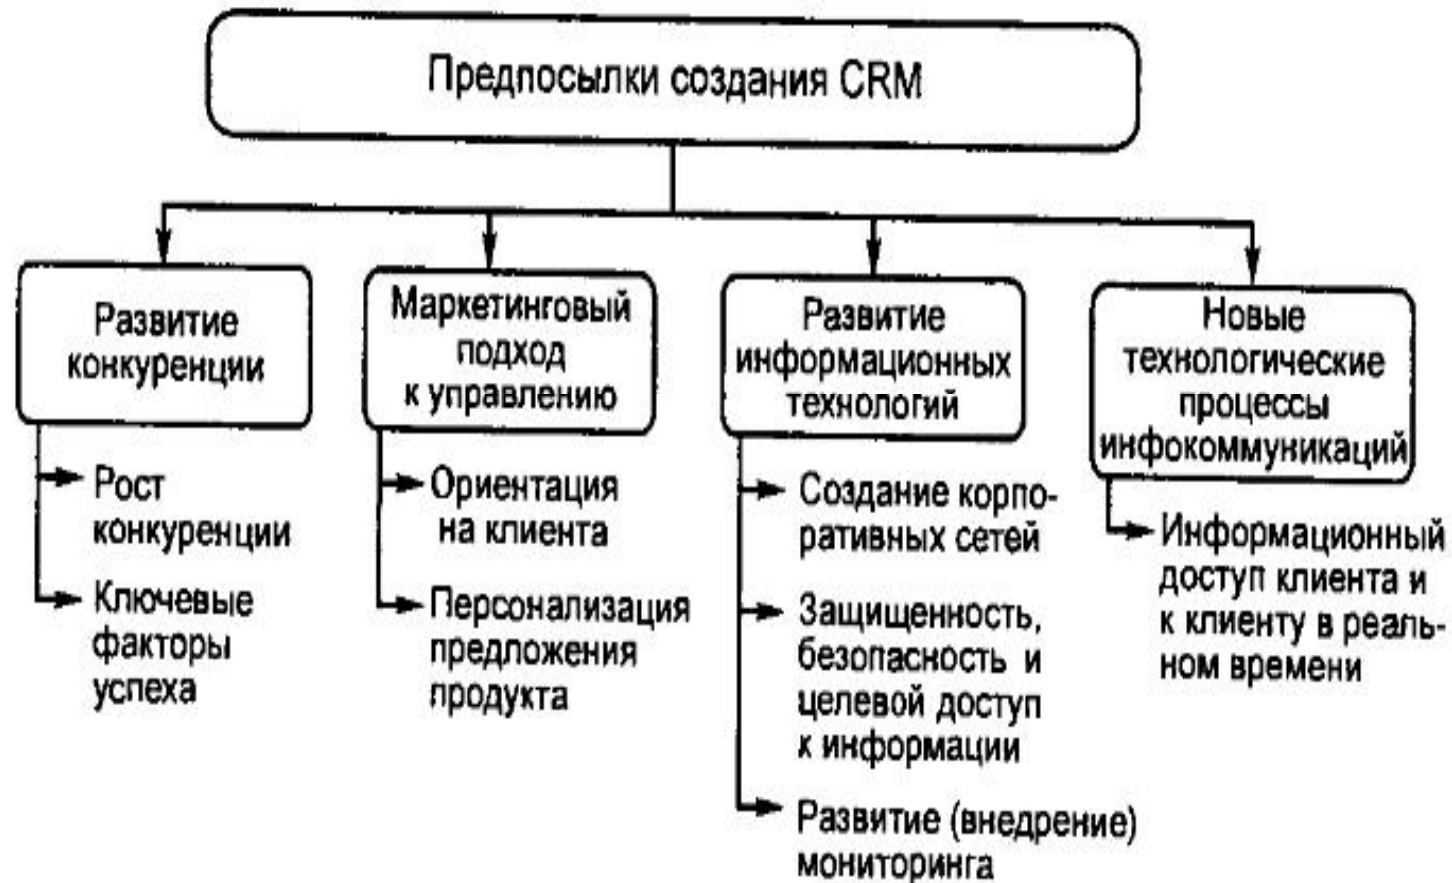 Предпосылки создания CRM
Развитие
конкуренции
Рост
конкуренции
Ключевые
факторы
успеха
Маркетинговый
подход
к управлению
Ориентация
на клиента
Персонализация
предложения
продукта
Развитие
информационных
технологий
Создание корпо-
ративных сетей
Защищенность,
безопасность и
целевой доступ
к информации
Развитие (внедрение)
мониторинга
Новые
технологические
процессы
инфокоммуникаций
Информационный
доступ клиента и
к клиенту в реаль-
ном времени